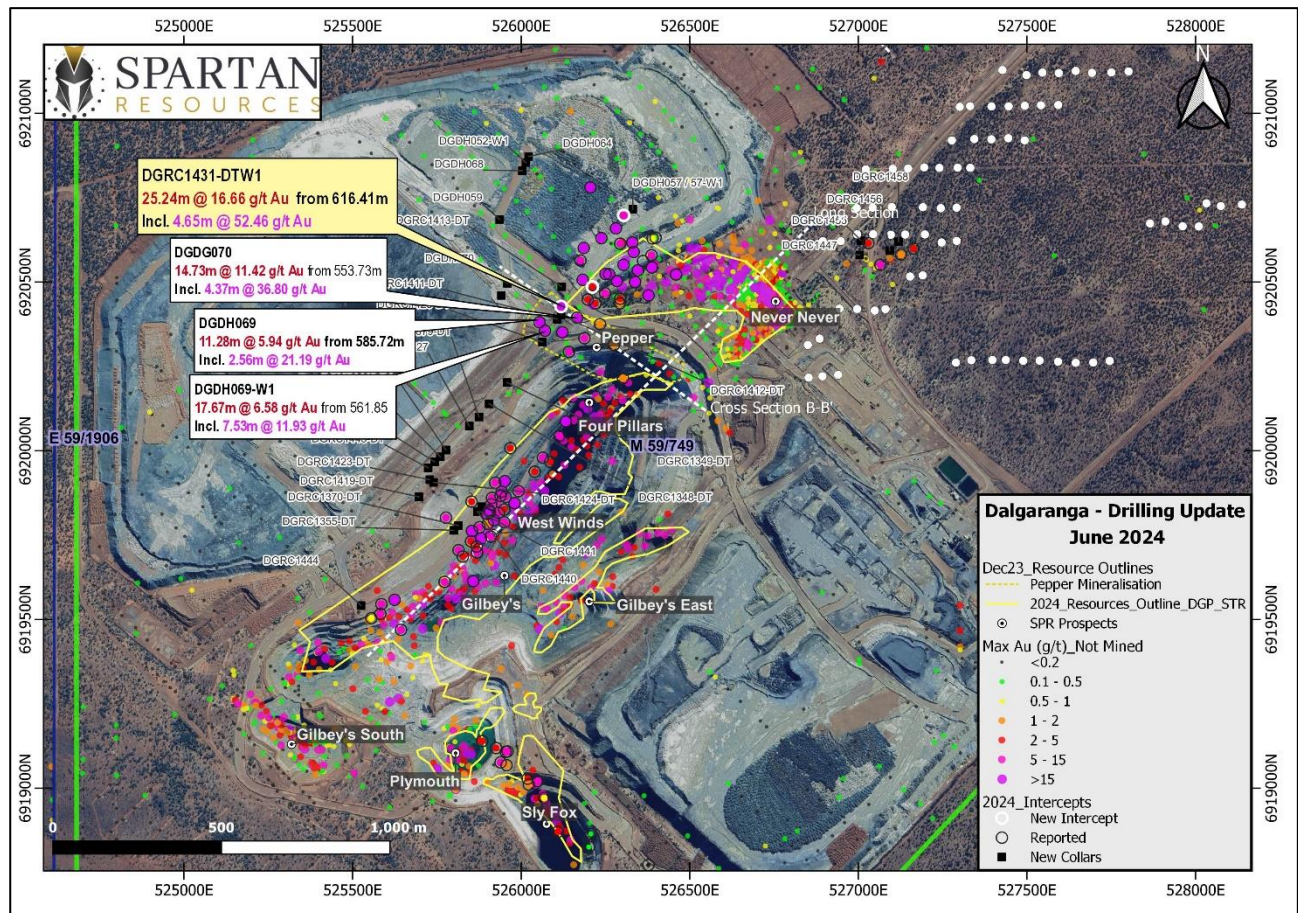 525000E 525500E 526000E 526500E 527000E 527500E 528000E
SPARTAN
RESOURCES
N
6921000N
6920500N
6920000N
6919500N
6919000N
6921000N
6920500N
6920000N
6919500N
6919000N
DGDH052-W1
DGDH064
DGDH068
DGDH057 / 57-W1
DGDH059
DGRC1413-DT
DGRC1458
DGRC1456
Long Section
DGRC1447
DGRC1431-DTW1
25.24m @ 16.66 g/t Au from 616.41m
Incl. 4.65m @ 52.46 g/t Au
DGDG070
14.73m @ 11.42 g/t Au from 553.73m
Incl. 4.37m @ 36.80 g/t Au
DGDH069
11.28m @ 5.94 g/t Au from 585.72m
Incl. 2.56m @ 21.19 g/t Au
DGDH069-W1
17.67m @ 6.58 g/t Au from 561.85
Incl. 7.53m @ 11.93 g/t Au
Never Never
Pepper
DGRC1412-DT
Cross Section B-B'
Four Pillars
E 59/1906
M 59/749
DGRC1423-DT
DGRC1349-DT
DGRC1419-DT
DGRC1370-DT
DGRC1424-DT
DGRC1348-DT
DGRC1355-DT
West Winds
DGRC1444
DGRC1441
DGRC1440
Gilbey's
Gilbey's East
Gilbey's South
Plymouth
Sly Fox
0 500 1,000 m
Dalgaranga - Drilling Update
June 2024
Dec23_Resource Outlines
Pepper Mineralisation
2024_Resources_Outline_DGP_STR
SPR Prospects
Max Au (g/t)_Not Mined
<0.2
0.1 - 0.5
0.5 - 1
1 - 2
2 - 5
5 - 15
>15
2024_Intercepts
New Intercept
Reported
New Collars
525000E 525500E 526000E 526500E 527000E 527500E 528000E